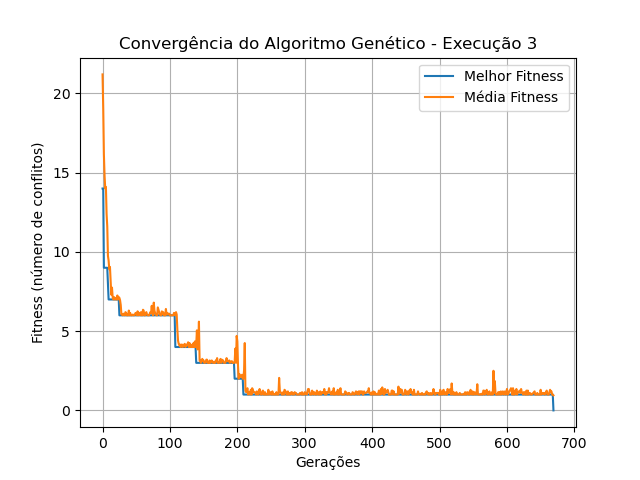 Convergência do Algoritmo Genético - Execução 3
Melhor Fitness
Média Fitness
Fitness (número de conflitos)
20
15
10
5
0
0 100 200 300 400 500 600 700
Gerações